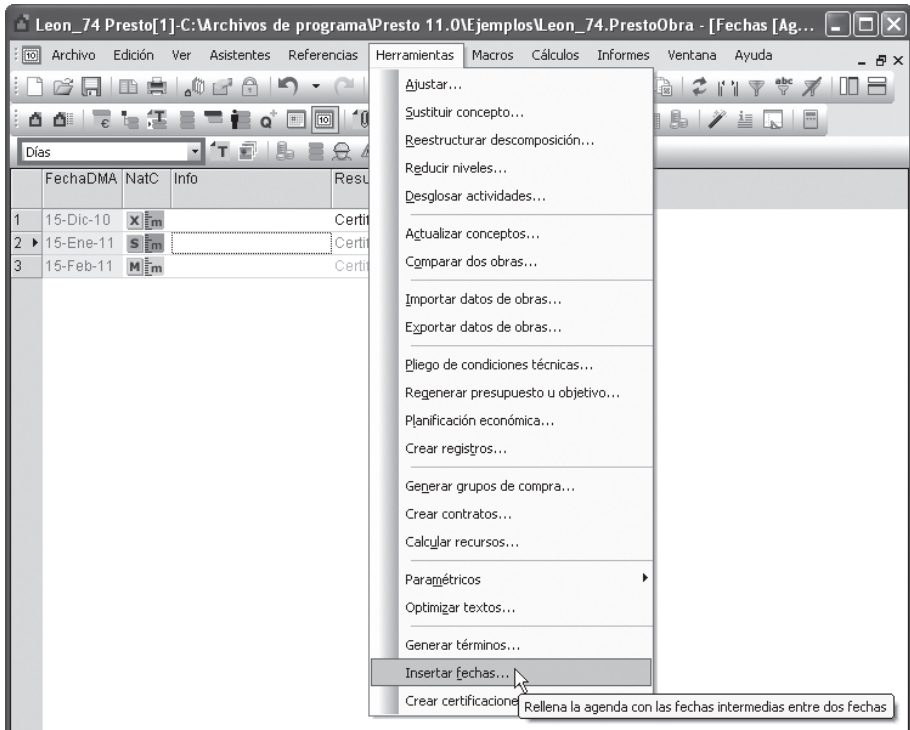 Leon_74 Presto[1]-C:\Archivos de programa\Presto 11.0\Ejemplos\Leon_74.PrestoObra - [Fechas [Ag...
Archivo Edición Ver Asistentes Referencias Herramientas Macros Cálculos Informes Ventana Ayuda
Días
FechaDMA NatC Info Resu
1 15-Dic-10 X m Certif
2 15-Ene-11 S m Certif
3 15-Feb-11 M m Certif
Ajustar...
Sustituir concepto...
Reestructurar descomposición...
Reducir niveles...
Desglosar actividades...
Actualizar conceptos...
Comparar dos obras...
Importar datos de obras...
Exportar datos de obras...
Pliego de condiciones técnicas...
Regenerar presupuesto u objetivo...
Planificación económica...
Crear registros...
Generar grupos de compra...
Crear contratos...
Calcular recursos...
Paramétricos
Optimizar textos...
Generar términos...
Insertar fechas...
Crear certificacione
Rellena la agenda con las fechas intermedias entre dos fechas